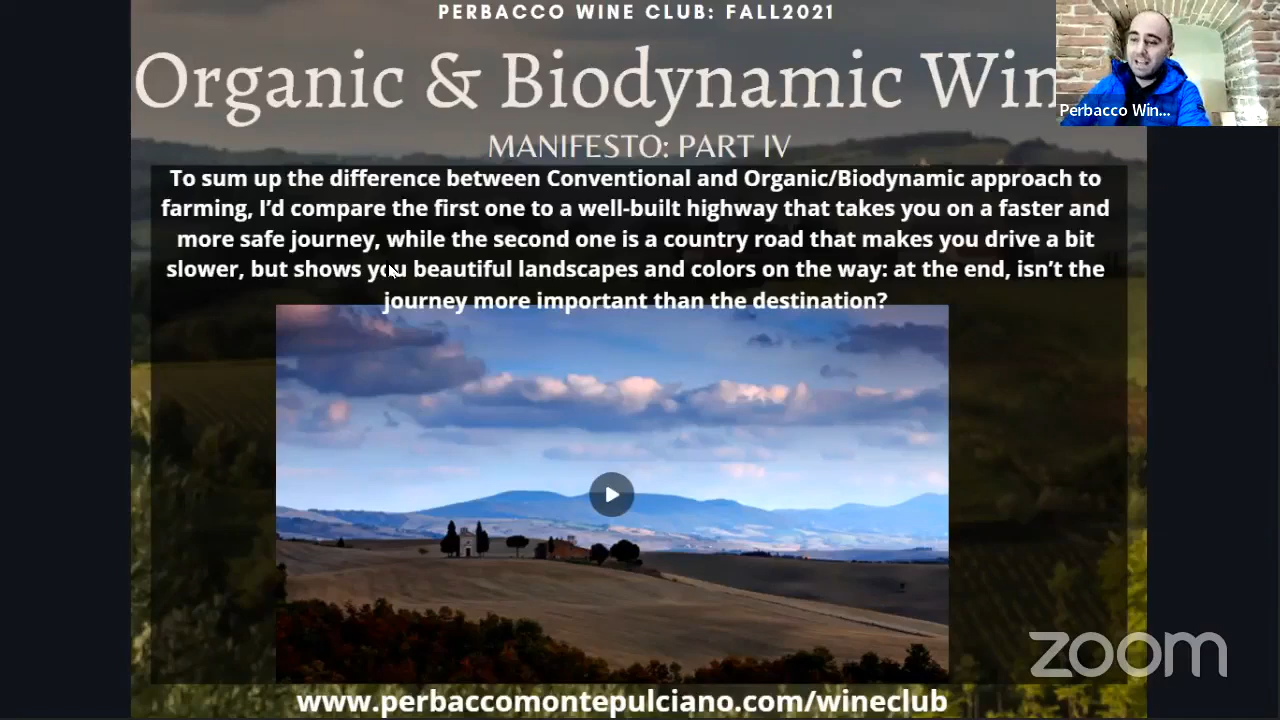 PERBACCO WINE CLUB: FALL2021
Organic & Biodynamic Win
MANIFESTO: PART IV
To sum up the difference between Conventional and Organic/Biodynamic approach to
farming, I'd compare the first one to a well-built highway that takes you on a faster and
more safe journey, while the second one is a country road that makes you drive a bit
slower, but shows you beautiful landscapes and colors on the way: at the end, isn't the
journey more important than the destination?
Perbacco Win...
zoom
www.perbaccomontepulciano.com/wineclub